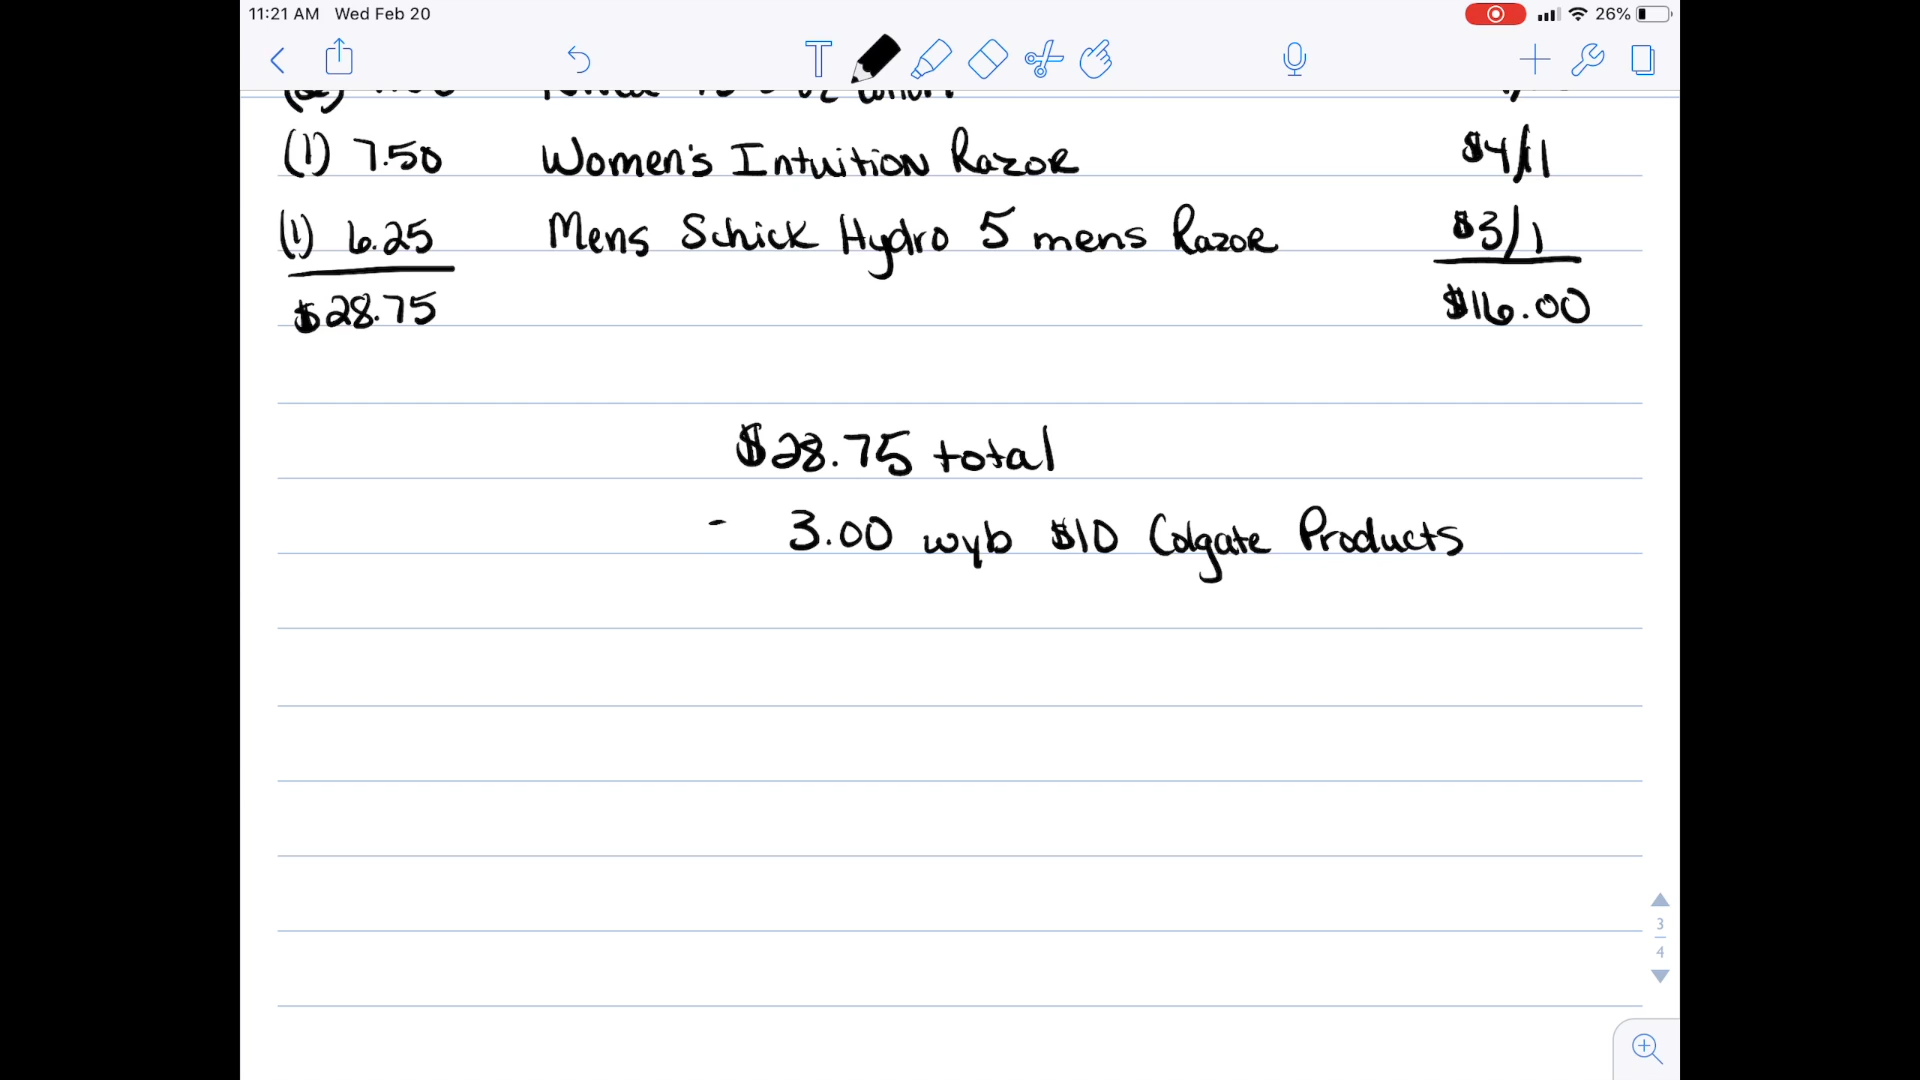 11:21 AM Wed Feb 20 26%
(1) 7.50 Women's Intuition Razor $4/1
(1) 6.25 Mens Schick Hydro 5 mens Razor $3/1
$28.75 $16.00
$28.75 total
- 3.00 wyb $10 Colgate Products
3
4